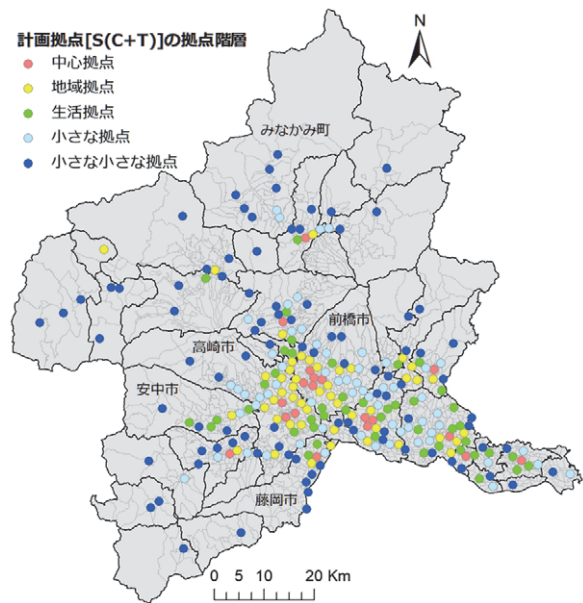 計画拠点[S(C+T)]の拠点階層
中心拠点
地域拠点
生活拠点
小さな拠点
小さな小さな拠点
N
みなかみ町
前橋市
高崎市
安中市
藤岡市
0 5 10 20 Km